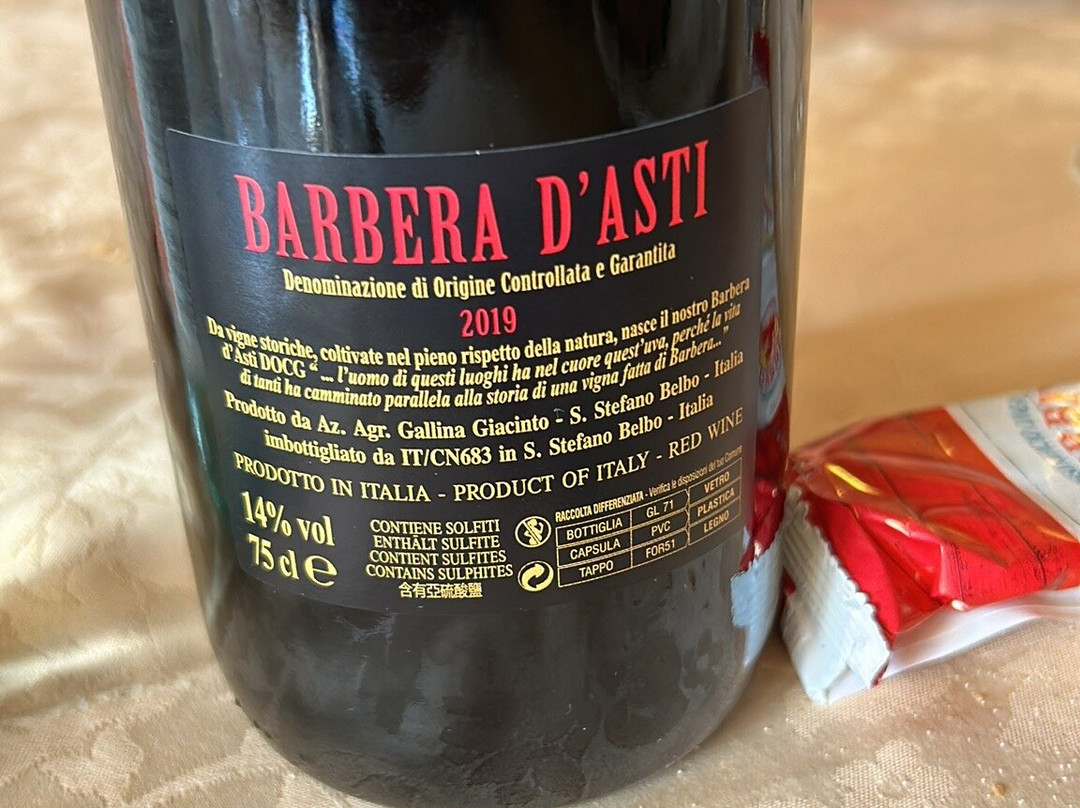 BARBERA D'ASTI
Denominazione di Origine Controllata e Garantita
2019
Da vigne storiche, coltivate nel pieno rispetto della natura, nasce il nostro Barbera
d'Asti DOCG “ ... l'uomo di questi luoghi ha nel cuore quest'uva, perché la vita
di tanti ha camminato parallela alla storia di una vigna fatta di Barbera...”
Prodotto da Az. Agr. Gallina Giacinto - S. Stefano Belbo - Italia
imbottigliato da IT/CN683 in S. Stefano Belbo - Italia
PRODOTTO IN ITALIA - PRODUCT OF ITALY - RED WINE
14% vol
75 cl e
CONTIENE SOLFITI
ENTHÄLT SULFITE
CONTIENT SULFITES
CONTAINS SULPHITES
含有亞硫酸鹽
RACCOLTA DIFFERENZIATA - Verifica le disposizioni del tuo Comune
BOTTIGLIA GL 71 VETRO
CAPSULA PVC PLASTICA
TAPPO FOR51 LEGNO